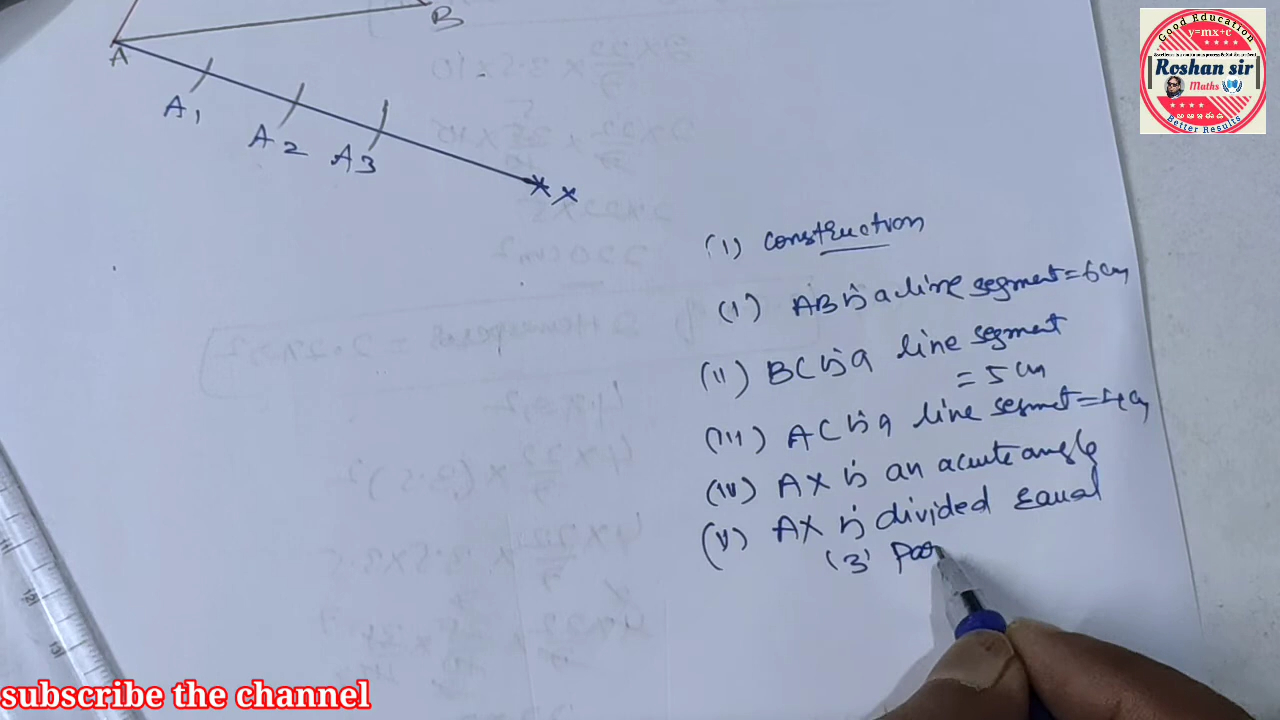 B
A
A1
A2
A3
X
(1) construction
(i) AB is a line segment=6cm
(ii) BC is a line segment
= 5cm
(iii) AC is a line segment=4cm
(iv) AX is an acute angle
(v) AX is divided Equal
(3)
Good Education
y=mx+c
Roshan sir
Maths
Better Results
subscribe the channel